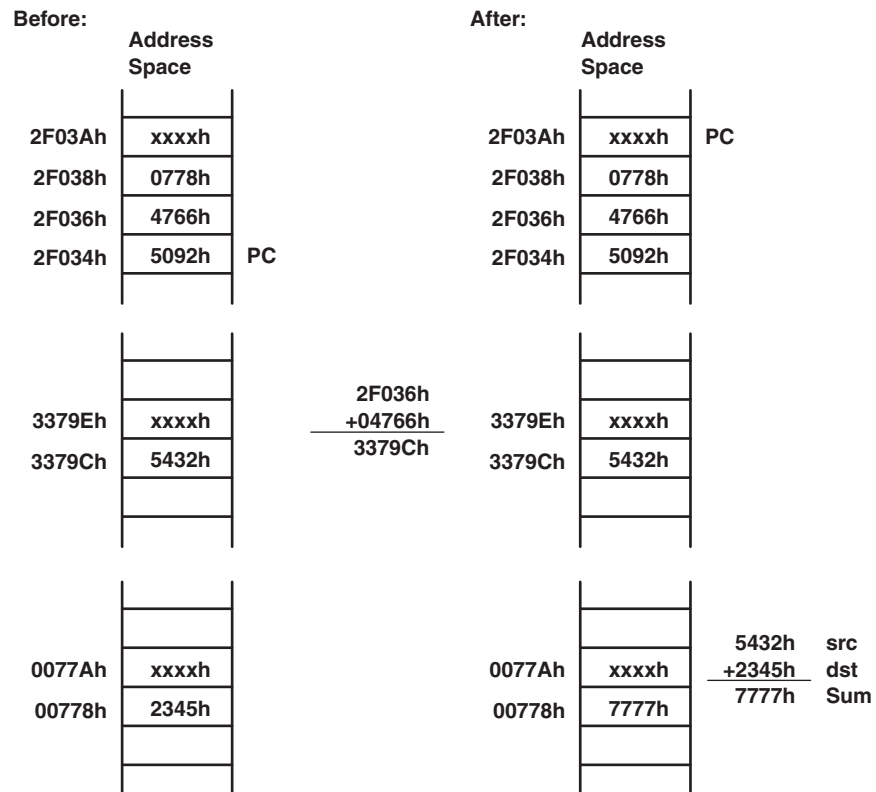 Before:
Address
Space
2F03Ah xxxxh
2F038h 0778h
2F036h 4766h
2F034h 5092h PC
3379Eh xxxxh
3379Ch 5432h
0077Ah xxxxh
00778h 2345h
2F036h
+04766h
3379Ch
After:
Address
Space
2F03Ah xxxxh PC
2F038h 0778h
2F036h 4766h
2F034h 5092h
3379Eh xxxxh
3379Ch 5432h
0077Ah xxxxh
00778h 7777h
5432h src
+2345h dst
7777h Sum